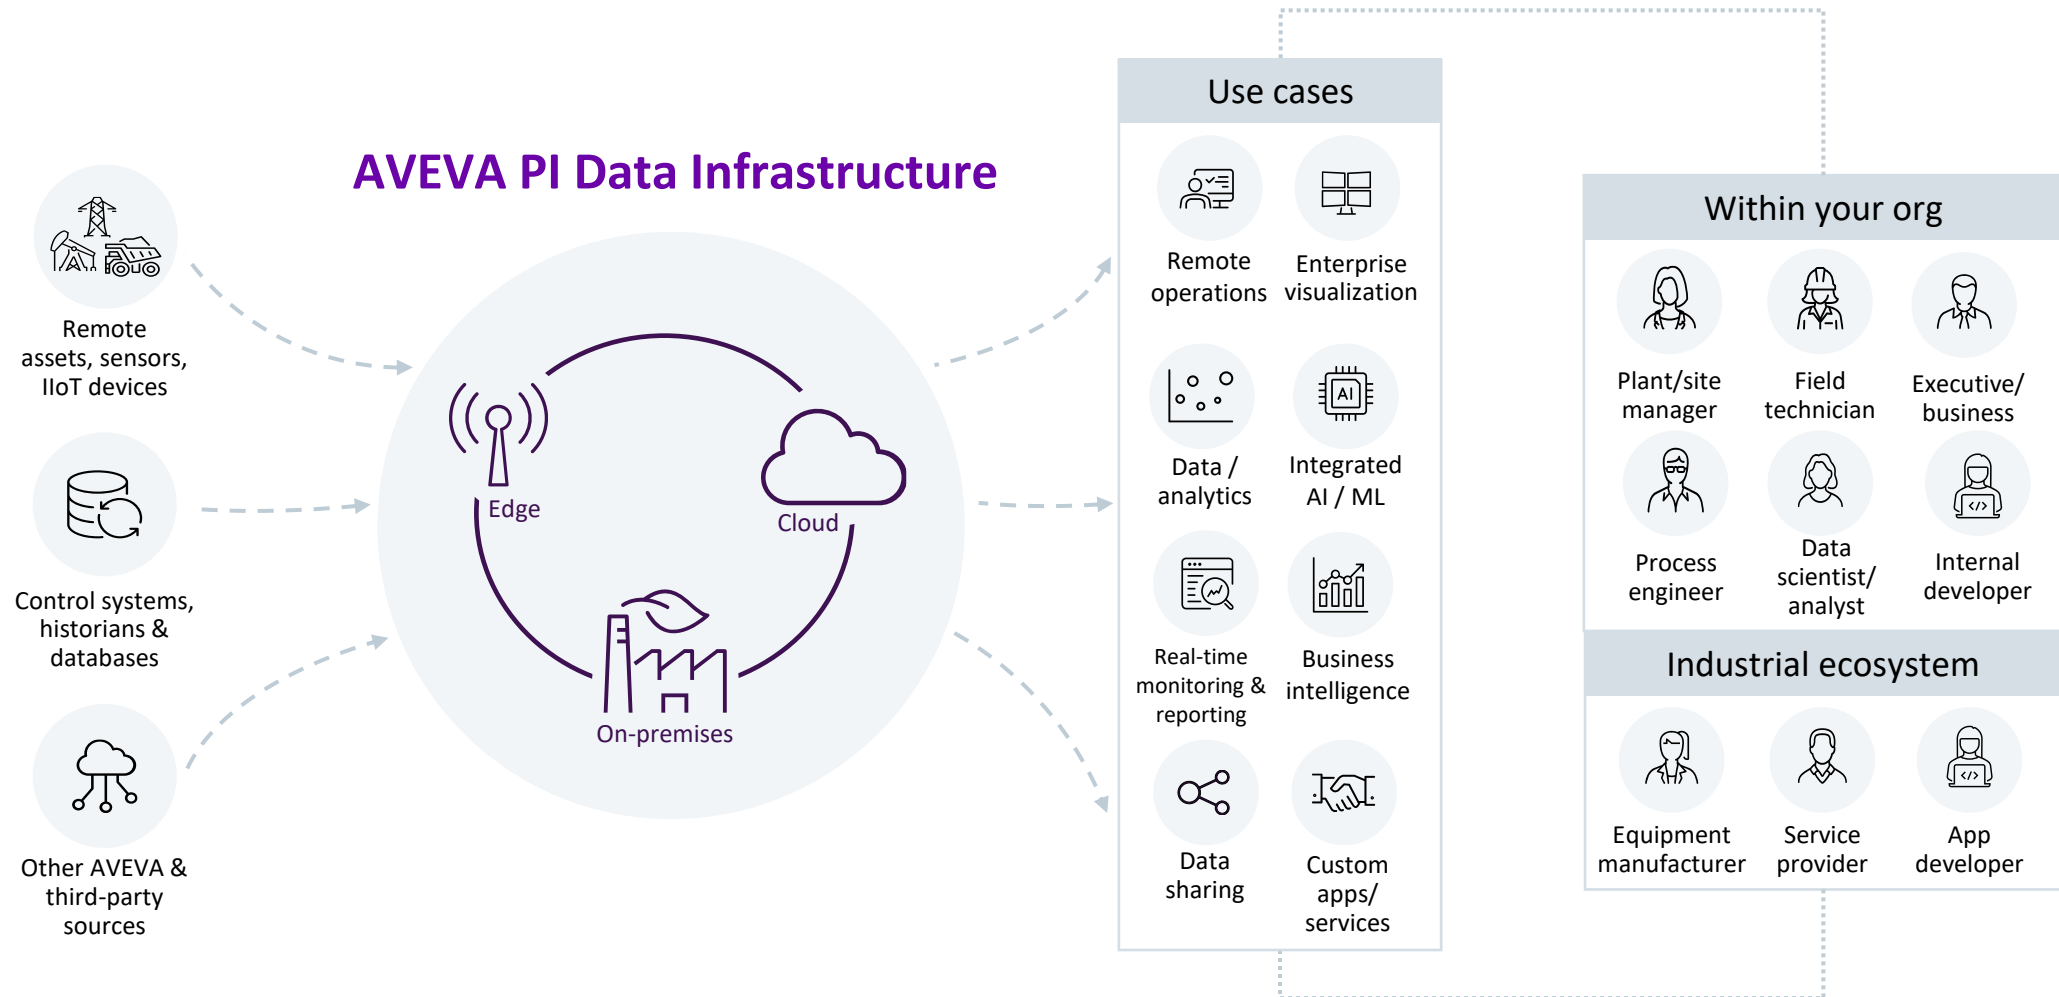 AVEVA PI Data Infrastructure
Remote
assets, sensors,
IIoT devices
Control systems,
historians &
databases
Other AVEVA &
third-party
sources
Edge
Cloud
On-premises
Use cases
Remote
operations
Enterprise
visualization
Data /
analytics
AI
Integrated
AI / ML
Real-time
monitoring &
reporting
Business
intelligence
Data
sharing
Custom
apps/
services
Within your org
Plant/site
manager
Field
technician
Executive/
business
Process
engineer
Data
scientist/
analyst
</>
Internal
developer
Industrial ecosystem
Equipment
manufacturer
Service
provider
</>
App
developer